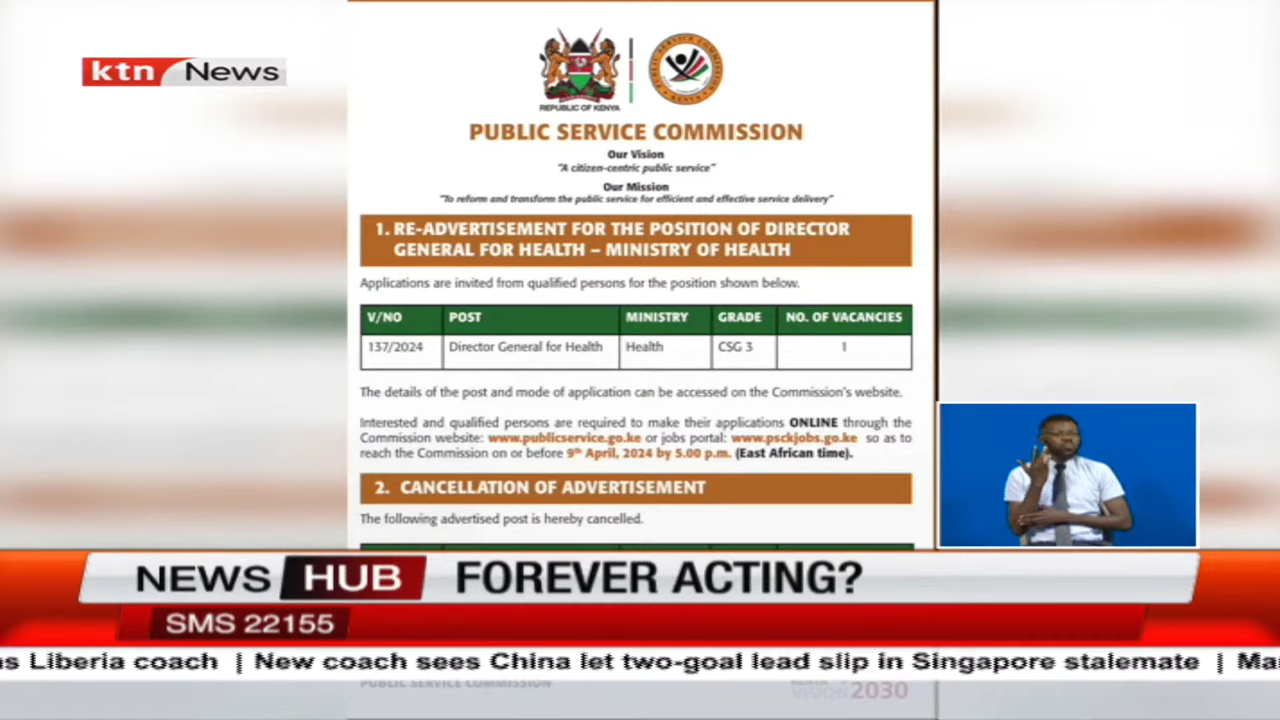 ktn News
REPUBLIC OF KENYA
PUBLIC SERVICE COMMISSION
KENYA
PUBLIC SERVICE COMMISSION
Our Vision
"A citizen-centric public service"
Our Mission
"To reform and transform the public service for efficient and effective service delivery"
1. RE-ADVERTISEMENT FOR THE POSITION OF DIRECTOR
GENERAL FOR HEALTH – MINISTRY OF HEALTH
Applications are invited from qualified persons for the position shown below.
V/NO POST MINISTRY GRADE NO. OF VACANCIES
137/2024 Director General for Health Health CSG 3 1
The details of the post and mode of application can be accessed on the Commission's website.
Interested and qualified persons are required to make their applications ONLINE through the
Commission website: www.publicservice.go.ke or jobs portal: www.psckjobs.go.ke so as to
reach the Commission on or before 9th April, 2024 by 5.00 p.m. (East African time).
2. CANCELLATION OF ADVERTISEMENT
The following advertised post is hereby cancelled.
NEWS HUB FOREVER ACTING?
SMS 22155
as Liberia coach | New coach sees China let two-goal lead slip in Singapore stalemate | Ma
PUBLIC SERVICE COMMISSION
VISION 2030